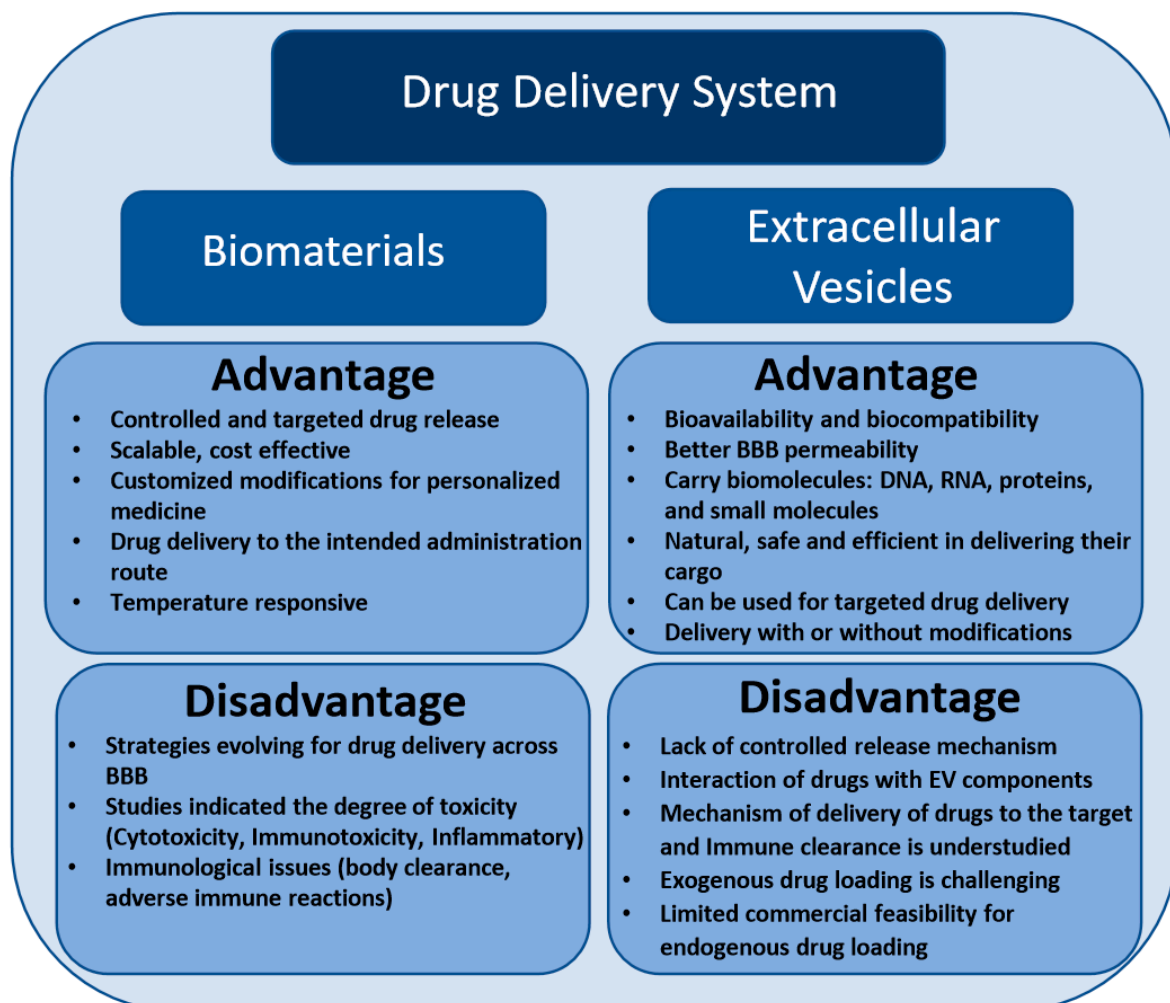 Drug Delivery System
Biomaterials
Extracellular
Vesicles
Advantage
• Controlled and targeted drug release
• Scalable, cost effective
• Customized modifications for personalized
medicine
• Drug delivery to the intended administration
route
• Temperature responsive
Advantage
• Bioavailability and biocompatibility
• Better BBB permeability
• Carry biomolecules: DNA, RNA, proteins,
and small molecules
• Natural, safe and efficient in delivering their
cargo
• Can be used for targeted drug delivery
• Delivery with or without modifications
Disadvantage
• Strategies evolving for drug delivery across
BBB
• Studies indicated the degree of toxicity
(Cytotoxicity, Immunotoxicity, Inflammatory)
• Immunological issues (body clearance,
adverse immune reactions)
Disadvantage
• Lack of controlled release mechanism
• Interaction of drugs with EV components
• Mechanism of delivery of drugs to the target
and Immune clearance is understudied
• Exogenous drug loading is challenging
• Limited commercial feasibility for
endogenous drug loading